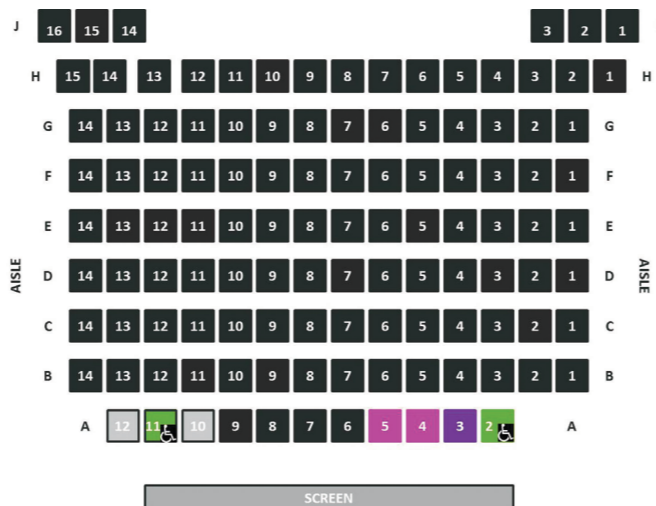 J 16 15 14 3 2 1
H 15 14 13 12 11 10 9 8 7 6 5 4 3 2 1 H
G 14 13 12 11 10 9 8 7 6 5 4 3 2 1 G
F 14 13 12 11 10 9 8 7 6 5 4 3 2 1 F
E 14 13 12 11 10 9 8 7 6 5 4 3 2 1 E
AISLE
D 14 13 12 11 10 9 8 7 6 5 4 3 2 1 D
AISLE
C 14 13 12 11 10 9 8 7 6 5 4 3 2 1 C
B 14 13 12 11 10 9 8 7 6 5 4 3 2 1 B
A 12 11 10 9 8 7 6 5 4 3 2 A
SCREEN